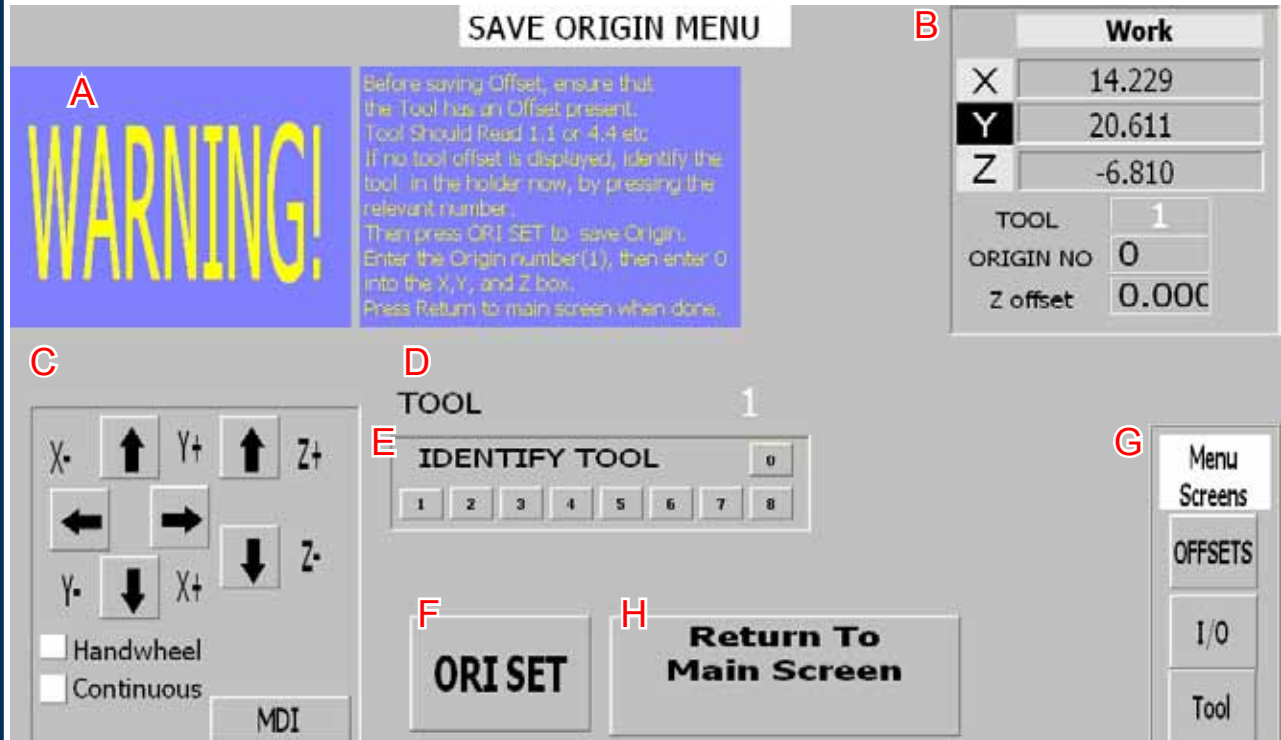 SAVE ORIGIN MENU
A
WARNING!
Before saving Offset, ensure that
the Tool has an Offset present.
Tool Should Read 1.1 or 4.4 etc
If no tool offset is displayed, identify the
tool in the holder now, by pressing the
relevant number.
Then press ORI SET to save Origin.
Enter the Origin number(1), then enter 0
into the X,Y, and Z box.
Press Return to main screen when done.
B
Work
X 14.229
Y 20.611
Z -6.810
TOOL 1
ORIGIN NO 0
Z offset 0.000
C
X- Y+ Z+
Z-
Y- X+
Handwheel
Continuous
MDI
D
TOOL 1
E
IDENTIFY TOOL 0
1 2 3 4 5 6 7 8
F
ORI SET
H
Return To
Main Screen
G
Menu
Screens
OFFSETS
I/O
Tool